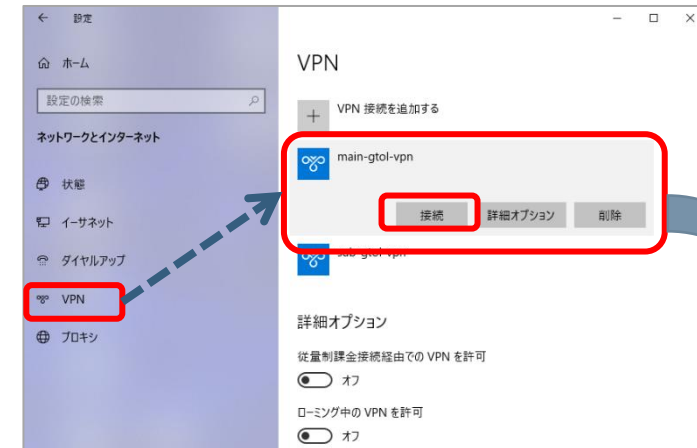 設定
ホーム
設定の検索
ネットワークとインターネット
状態
イーサネット
ダイヤルアップ
VPN
プロキシ
VPN
VPN 接続を追加する
main-gtol-vpn
接続
詳細オプション
削除
sub-gtol-vpn
詳細オプション
従量制課金接続経由での VPN を許可
オフ
ローミング中の VPN を許可
オフ